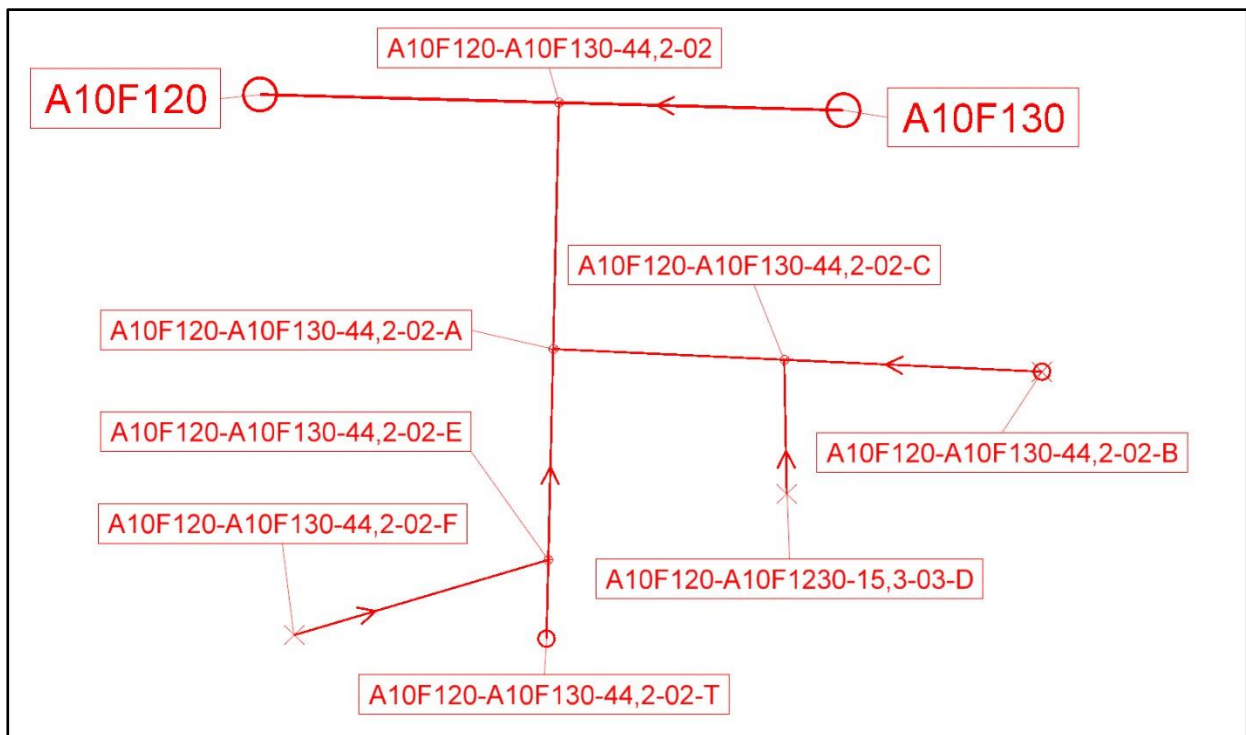 A10F120-A10F130-44,2-02
A10F120
A10F130
A10F120-A10F130-44,2-02-C
A10F120-A10F130-44,2-02-A
A10F120-A10F130-44,2-02-E
A10F120-A10F130-44,2-02-B
A10F120-A10F130-44,2-02-F
A10F120-A10F1230-15,3-03-D
A10F120-A10F130-44,2-02-T